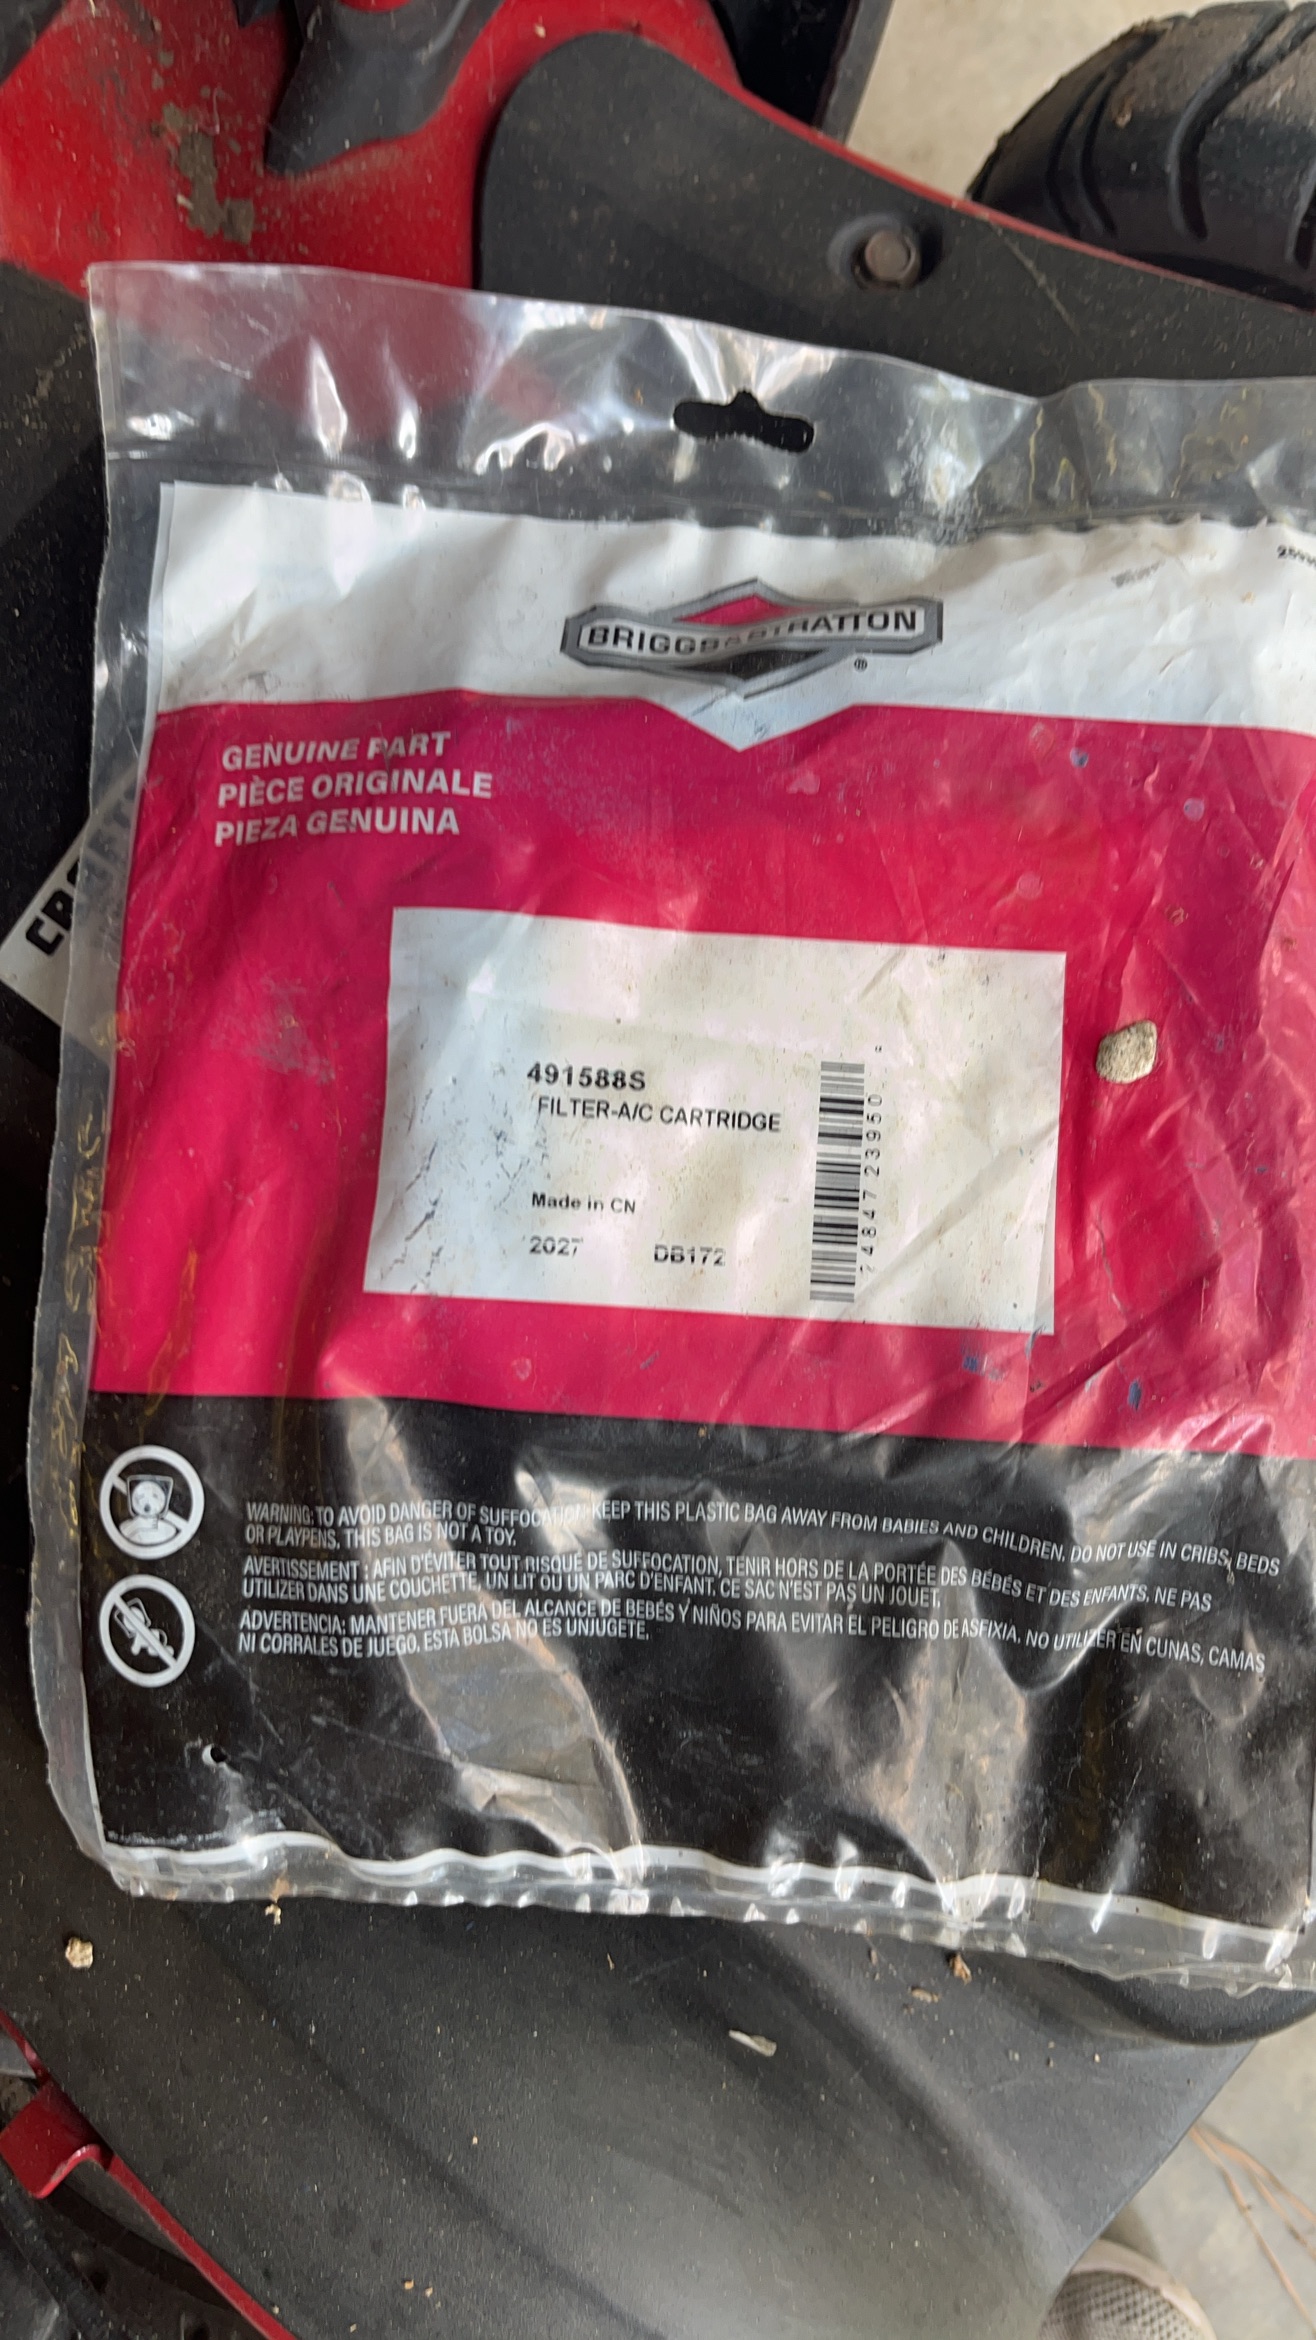 BRIGGS&STRATTON
®
GENUINE PART
PIÈCE ORIGINALE
PIEZA GENUINA
491588S
FILTER-A/C CARTRIDGE
Made in CN
2027 DB172
24847 23950
WARNING: TO AVOID DANGER OF SUFFOCATION KEEP THIS PLASTIC BAG AWAY FROM BABIES AND CHILDREN. DO NOT USE IN CRIBS, BEDS
OR PLAYPENS. THIS BAG IS NOT A TOY.
AVERTISSEMENT : AFIN D'ÉVITER TOUT RISQUE DE SUFFOCATION, TENIR HORS DE LA PORTÉE DES BÉBÉS ET DES ENFANTS. NE PAS
UTILIZER DANS UNE COUCHETTE, UN LIT OU UN PARC D'ENFANT. CE SAC N'EST PAS UN JOUET.
ADVERTENCIA: MANTENER FUERA DEL ALCANCE DE BEBÉS Y NIÑOS PARA EVITAR EL PELIGRO DE ASFIXIA. NO UTILIZER EN CUNAS, CAMAS
NI CORRALES DE JUEGO. ESTA BOLSA NO ES UNJUGETE.